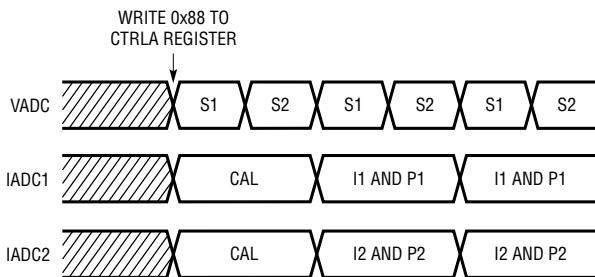 WRITE 0x88 TO
CTRLA REGISTER
VADC S1 S2 S1 S2 S1 S2
IADC1 CAL I1 AND P1 I1 AND P1
IADC2 CAL I2 AND P2 I2 AND P2